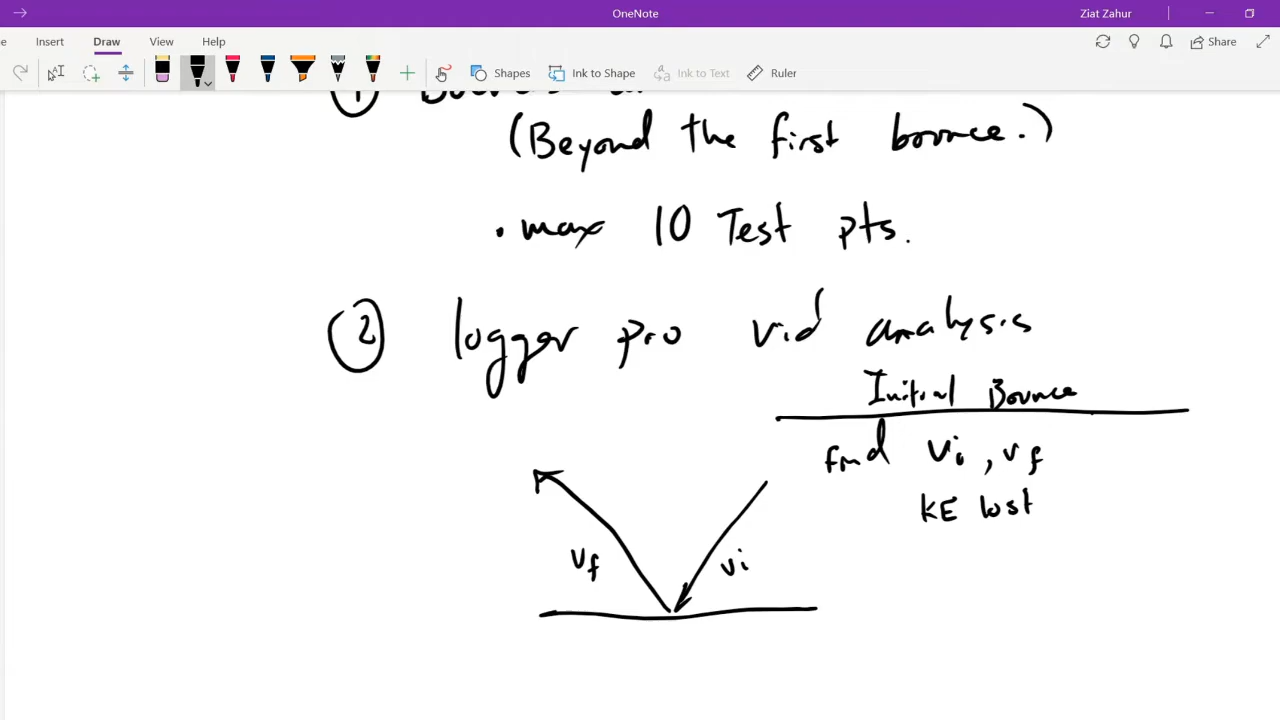 OneNote
Ziat Zahur
Insert Draw View Help
Share
Shapes
Ink to Shape
Ink to Text
Ruler
1
(Beyond the first bounce.)
• max 10 Test pts.
2 logger pro vid analysis
Initial Bounce
find vi, vf
KE lost
vf
vi